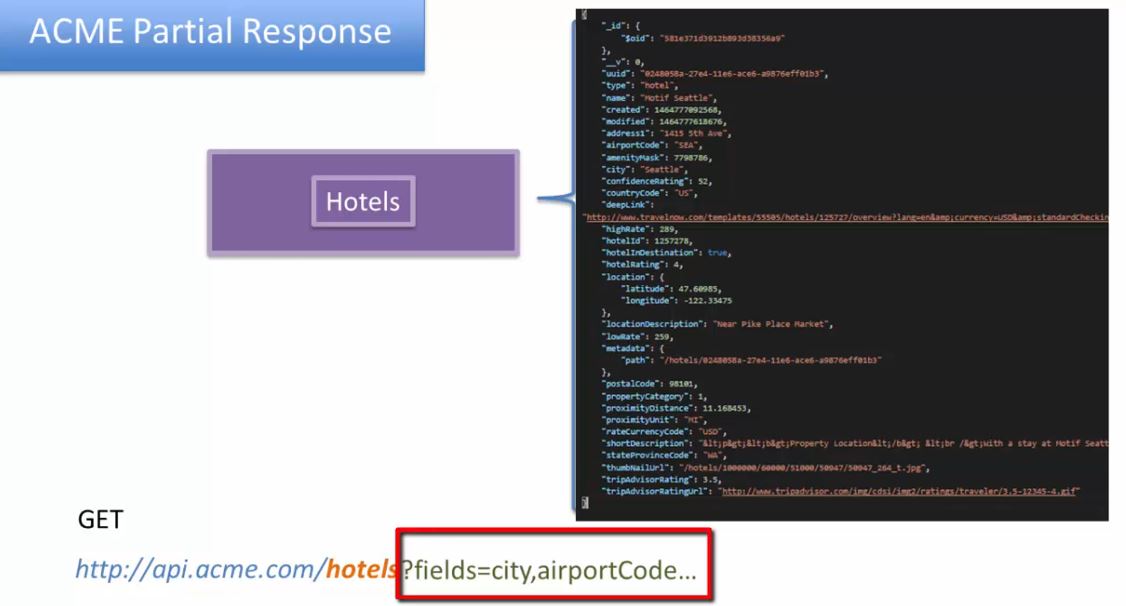 ACME Partial Response
Hotels
{
"_id": {
"$oid": "581e371d3912b893d38356a9"
},
"__v": 0,
"uuid": "0248058a-27e4-11e6-ace6-a9876eff01b3",
"type": "hotel",
"name": "Motif Seattle",
"created": 1464777092568,
"modified": 1464777618676,
"address1": "1415 5th Ave",
"airportCode": "SEA",
"amenityMask": 7798786,
"city": "Seattle",
"confidenceRating": 52,
"countryCode": "US",
"deepLink":
"http://www.travelnow.com/templates/55505/hotels/125727/overview?lang=en&amp;currency=USD&amp;standardCheckin
"highRate": 289,
"hotelId": 1257278,
"hotelInDestination": true,
"hotelRating": 4,
"location": {
"latitude": 47.60985,
"longitude": -122.33475
},
"locationDescription": "Near Pike Place Market",
"lowRate": 259,
"metadata": {
"path": "/hotels/0248058a-27e4-11e6-ace6-a9876eff01b3"
},
"postalCode": 98101,
"propertyCategory": 1,
"proximityDistance": 11.168453,
"proximityUnit": "MI",
"rateCurrencyCode": "USD",
"shortDescription": "&lt;p&gt;&lt;b&gt;Property Location&lt;/b&gt; &lt;br /&gt;With a stay at Motif Seatt
"stateProvinceCode": "WA",
"thumbNailUrl": "/hotels/1000000/60000/51000/50947/50947_264_t.jpg",
"tripAdvisorRating": 3.5,
"tripAdvisorRatingUrl": "http://www.tripadvisor.com/img/cdsi/img2/ratings/traveler/3.5-12345-4.gif"
}
GET
http://api.acme.com/hotels?fields=city,airportCode...